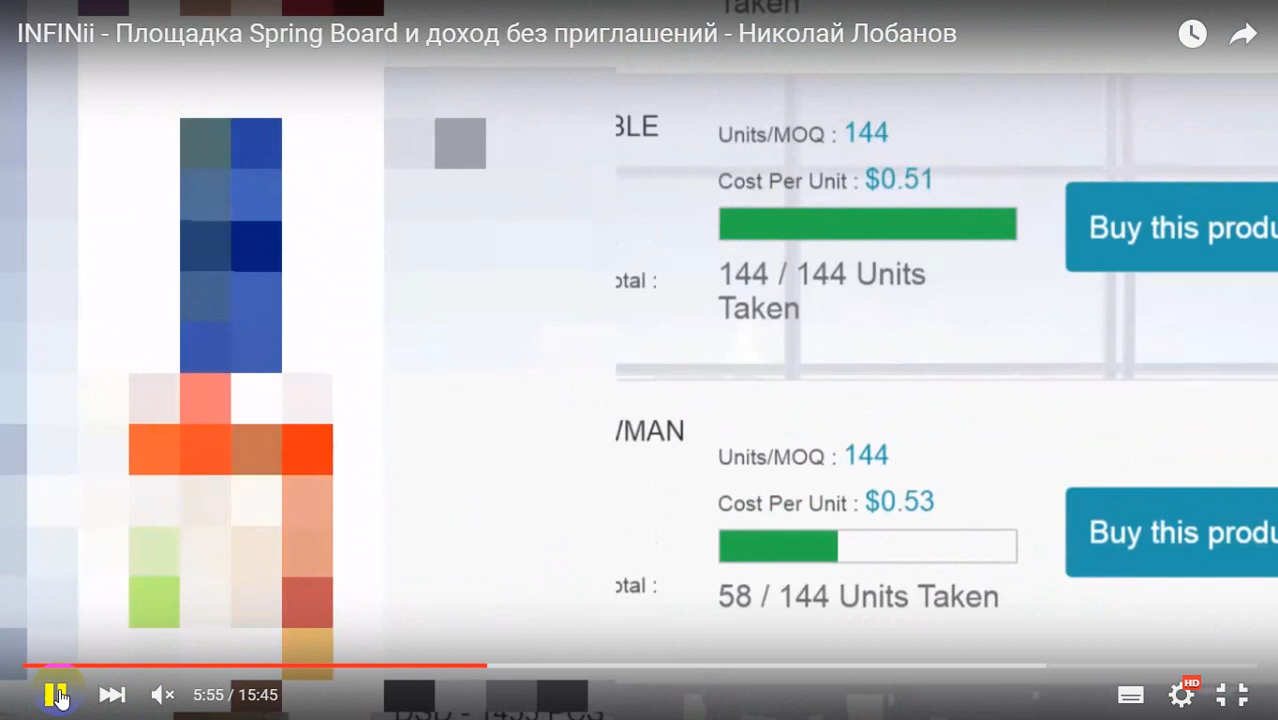 Taken
INFINii - Площадка Spring Board и доход без приглашений - Николай Лобанов
BLE
Units/MOQ : 144
Cost Per Unit : $0.51
Buy this produ
otal :
144 / 144 Units
Taken
/MAN
Units/MOQ : 144
Cost Per Unit : $0.53
Buy this produ
otal :
58 / 144 Units Taken
5:55 / 15:45
HD